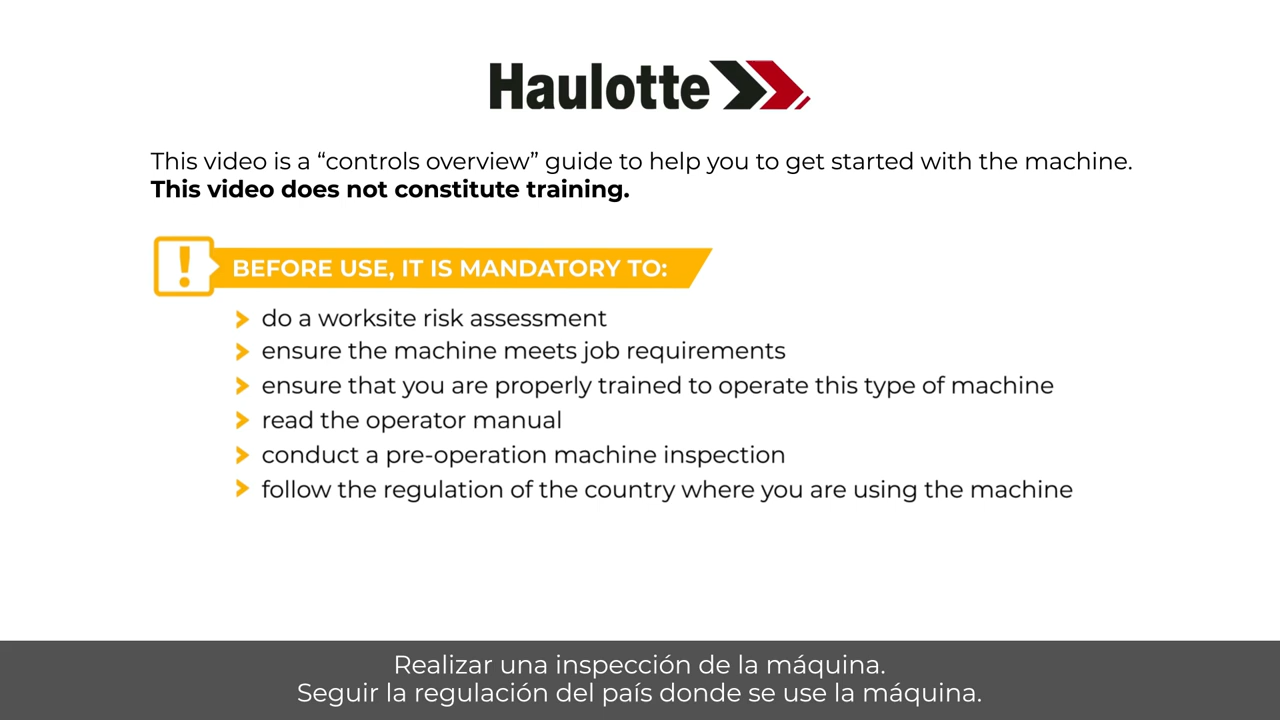 Haulotte
This video is a “controls overview” guide to help you to get started with the machine.
This video does not constitute training.
!
BEFORE USE, IT IS MANDATORY TO:
do a worksite risk assessment
ensure the machine meets job requirements
ensure that you are properly trained to operate this type of machine
read the operator manual
conduct a pre-operation machine inspection
follow the regulation of the country where you are using the machine
Realizar una inspección de la máquina.
Seguir la regulación del país donde se use la máquina.